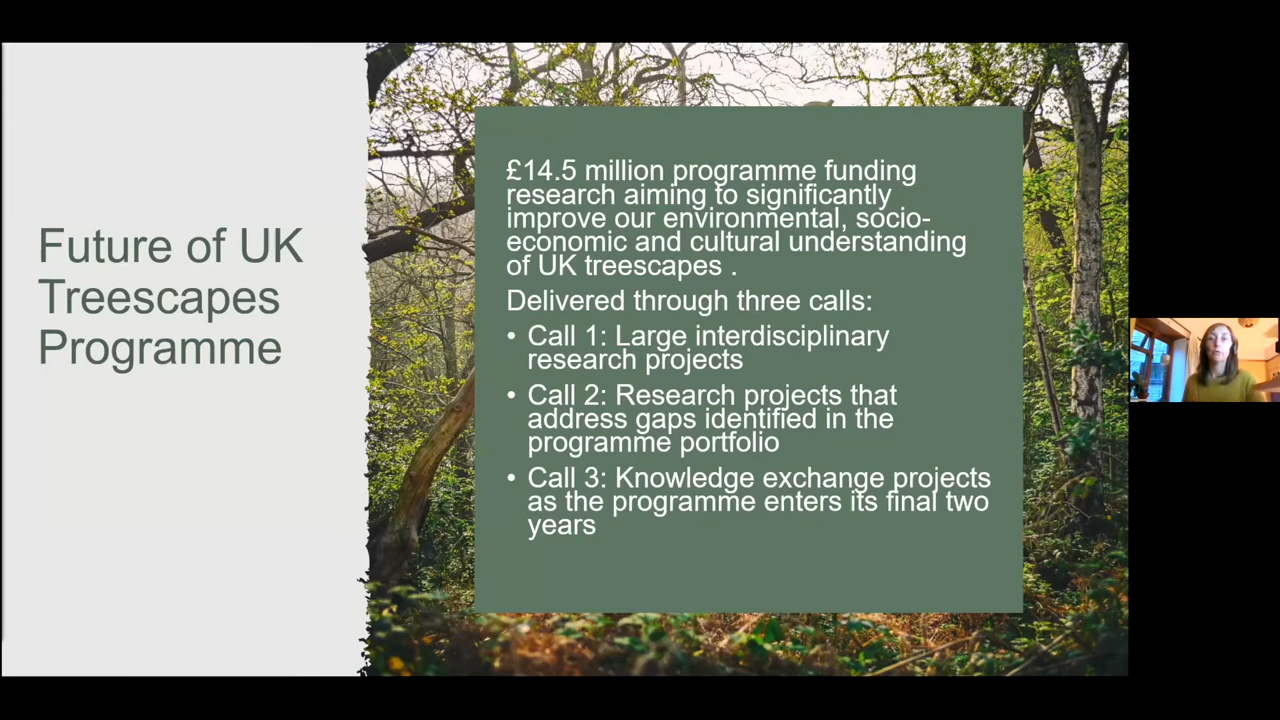 Future of UK
Treescapes
Programme
£14.5 million programme funding
research aiming to significantly
improve our environmental, socio-
economic and cultural understanding
of UK treescapes .
Delivered through three calls:
• Call 1: Large interdisciplinary
research projects
• Call 2: Research projects that
address gaps identified in the
programme portfolio
• Call 3: Knowledge exchange projects
as the programme enters its final two
years